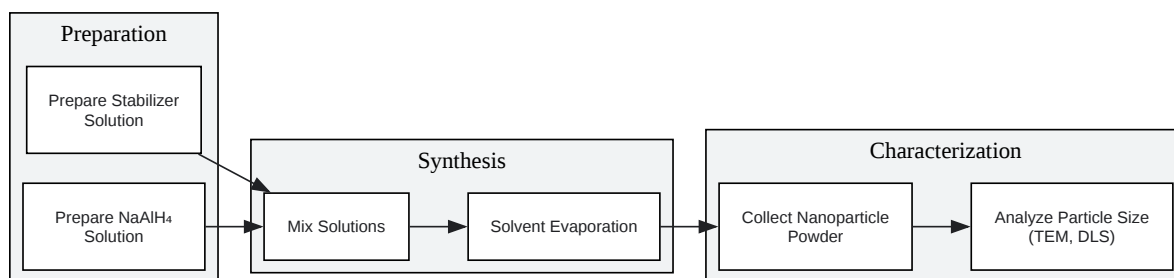 Preparation
Prepare Stabilizer
Solution
Prepare NaAlH₄
Solution
Synthesis
Mix Solutions
Solvent Evaporation
Characterization
Collect Nanoparticle
Powder
Analyze Particle Size
(TEM, DLS)